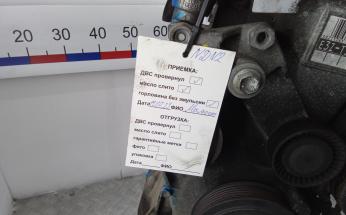 20 30 40 50 60
ПРИЕМКА:
ДВС провернул
масло слито
горловина без эмульсии
Дата ФИО
ОТГРУЗКА:
ДВС провернул
масло слито
гарантийные метки
фото
упаковка
Дата ФИО